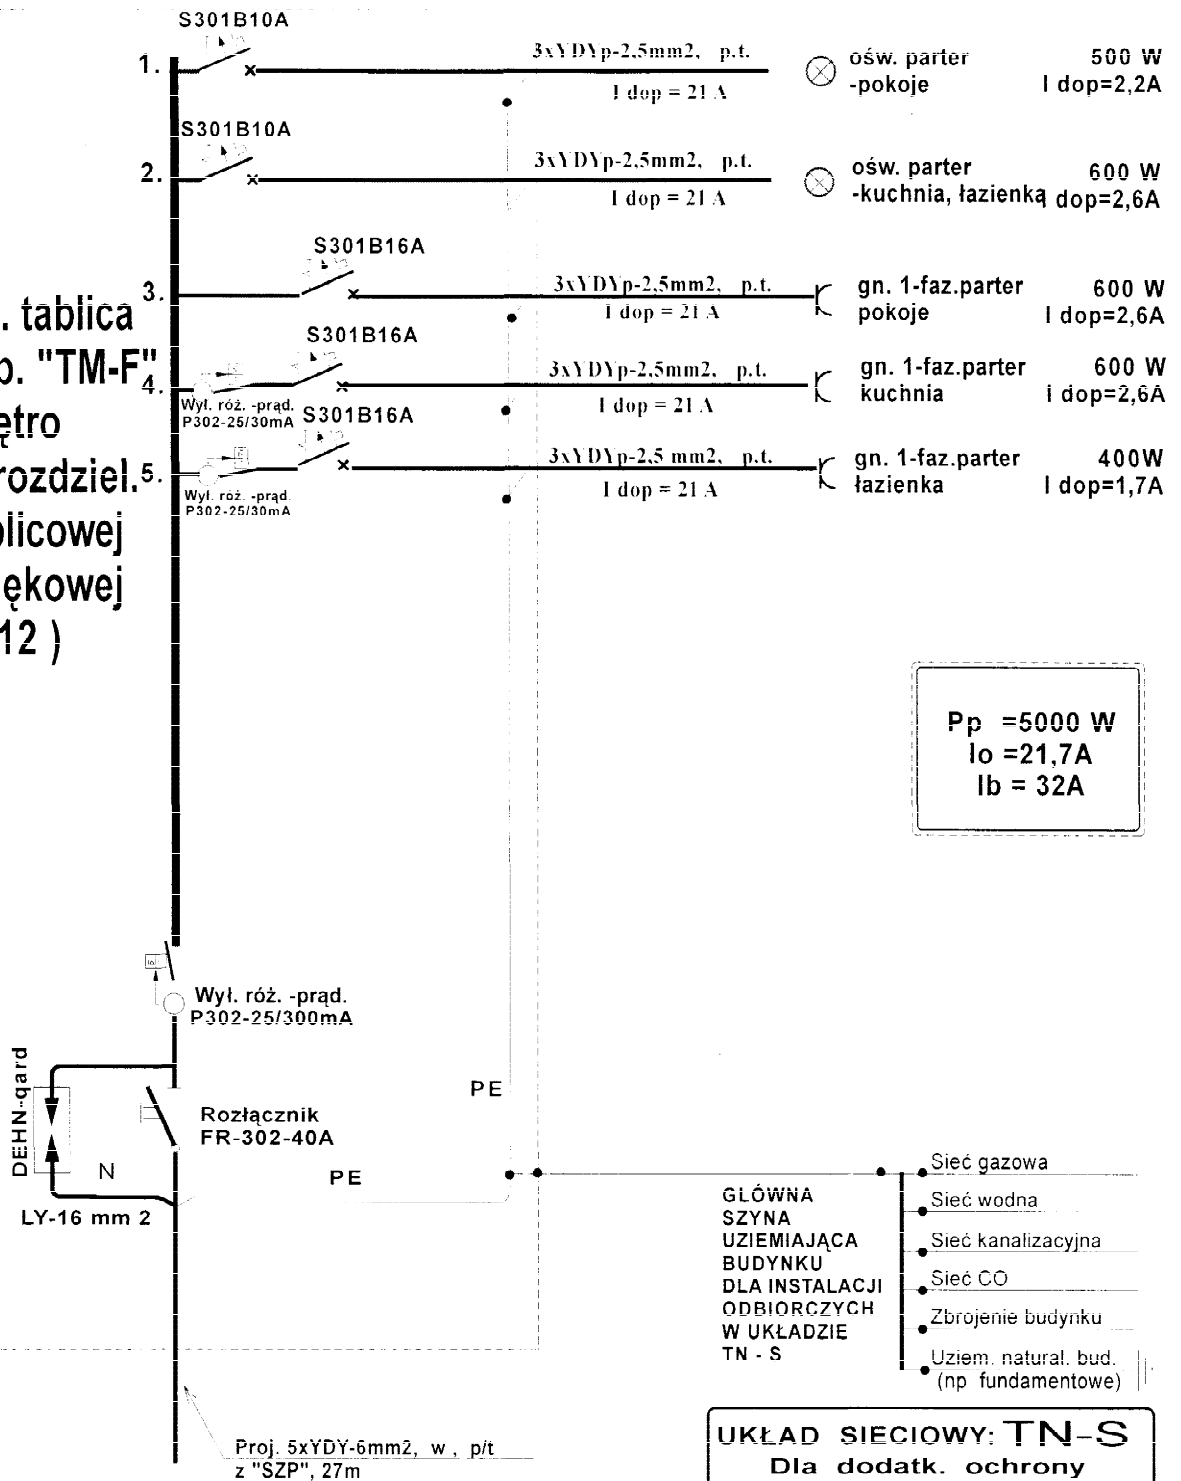 S301B10A
1.
3xYDYp-2,5mm2, p.t.
I dop = 21 A
ośw. parter
-pokoje
500 W
I dop=2,2A
S301B10A
2.
3xYDYp-2,5mm2, p.t.
I dop = 21 A
ośw. parter
-kuchnia, łazienka
600 W
dop=2,6A
S301B16A
3.
3xYDYp-2,5mm2, p.t.
I dop = 21 A
gn. 1-faz.parter
pokoje
600 W
I dop=2,6A
. tablica
"TM-F"
ętro
rozdziel.
licowej
ękowej
12 )
S301B16A
4.
Wył. róż. -prąd.
P302-25/30mA
3xYDYp-2,5mm2, p.t.
I dop = 21 A
gn. 1-faz.parter
kuchnia
600 W
I dop=2,6A
S301B16A
5.
Wył. róż. -prąd.
P302-25/30mA
3xYDYp-2,5 mm2, p.t.
I dop = 21 A
gn. 1-faz.parter
łazienka
400W
I dop=1,7A
Pp =5000 W
Io =21,7A
Ib = 32A
Wył. róż. -prąd.
P302-25/300mA
DEHN-qard
Rozłącznik
FR-302-40A
N
LY-16 mm 2
PE
PE
GLÓWNA
SZYNA
UZIEMIAJĄCA
BUDYNKU
DLA INSTALACJI
ODBIORCZYCH
W UKŁADZIE
TN - S
Sieć gazowa
Sieć wodna
Sieć kanalizacyjna
Sieć CO
Zbrojenie budynku
Uziem. natural. bud.
(np fundamentowe)
Proj. 5xYDY-6mm2, w , p/t
z "SZP", 27m
UKŁAD SIECIOWY: TN-S
Dla dodatk. ochrony